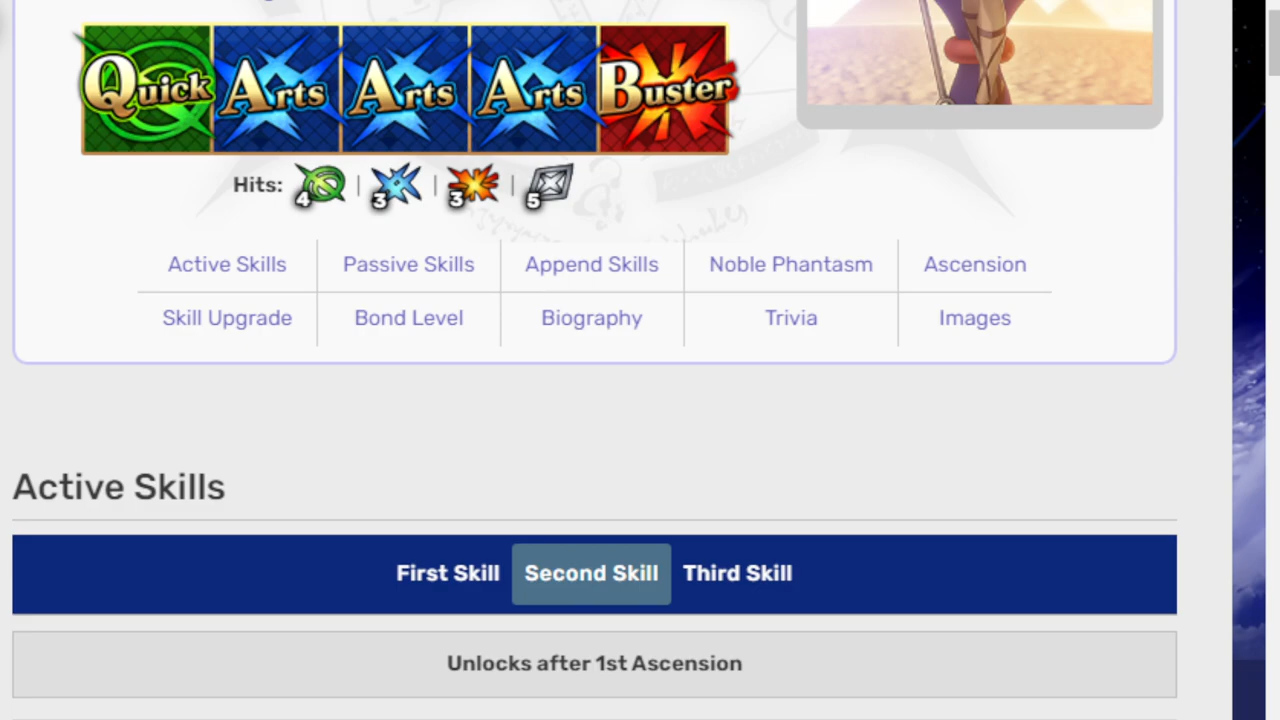 Quick Arts Arts Arts Buster
Hits: 4 | 3 | 3 | 5
Active Skills Passive Skills Append Skills Noble Phantasm Ascension
Skill Upgrade Bond Level Biography Trivia Images
Active Skills
First Skill Second Skill Third Skill
Unlocks after 1st Ascension